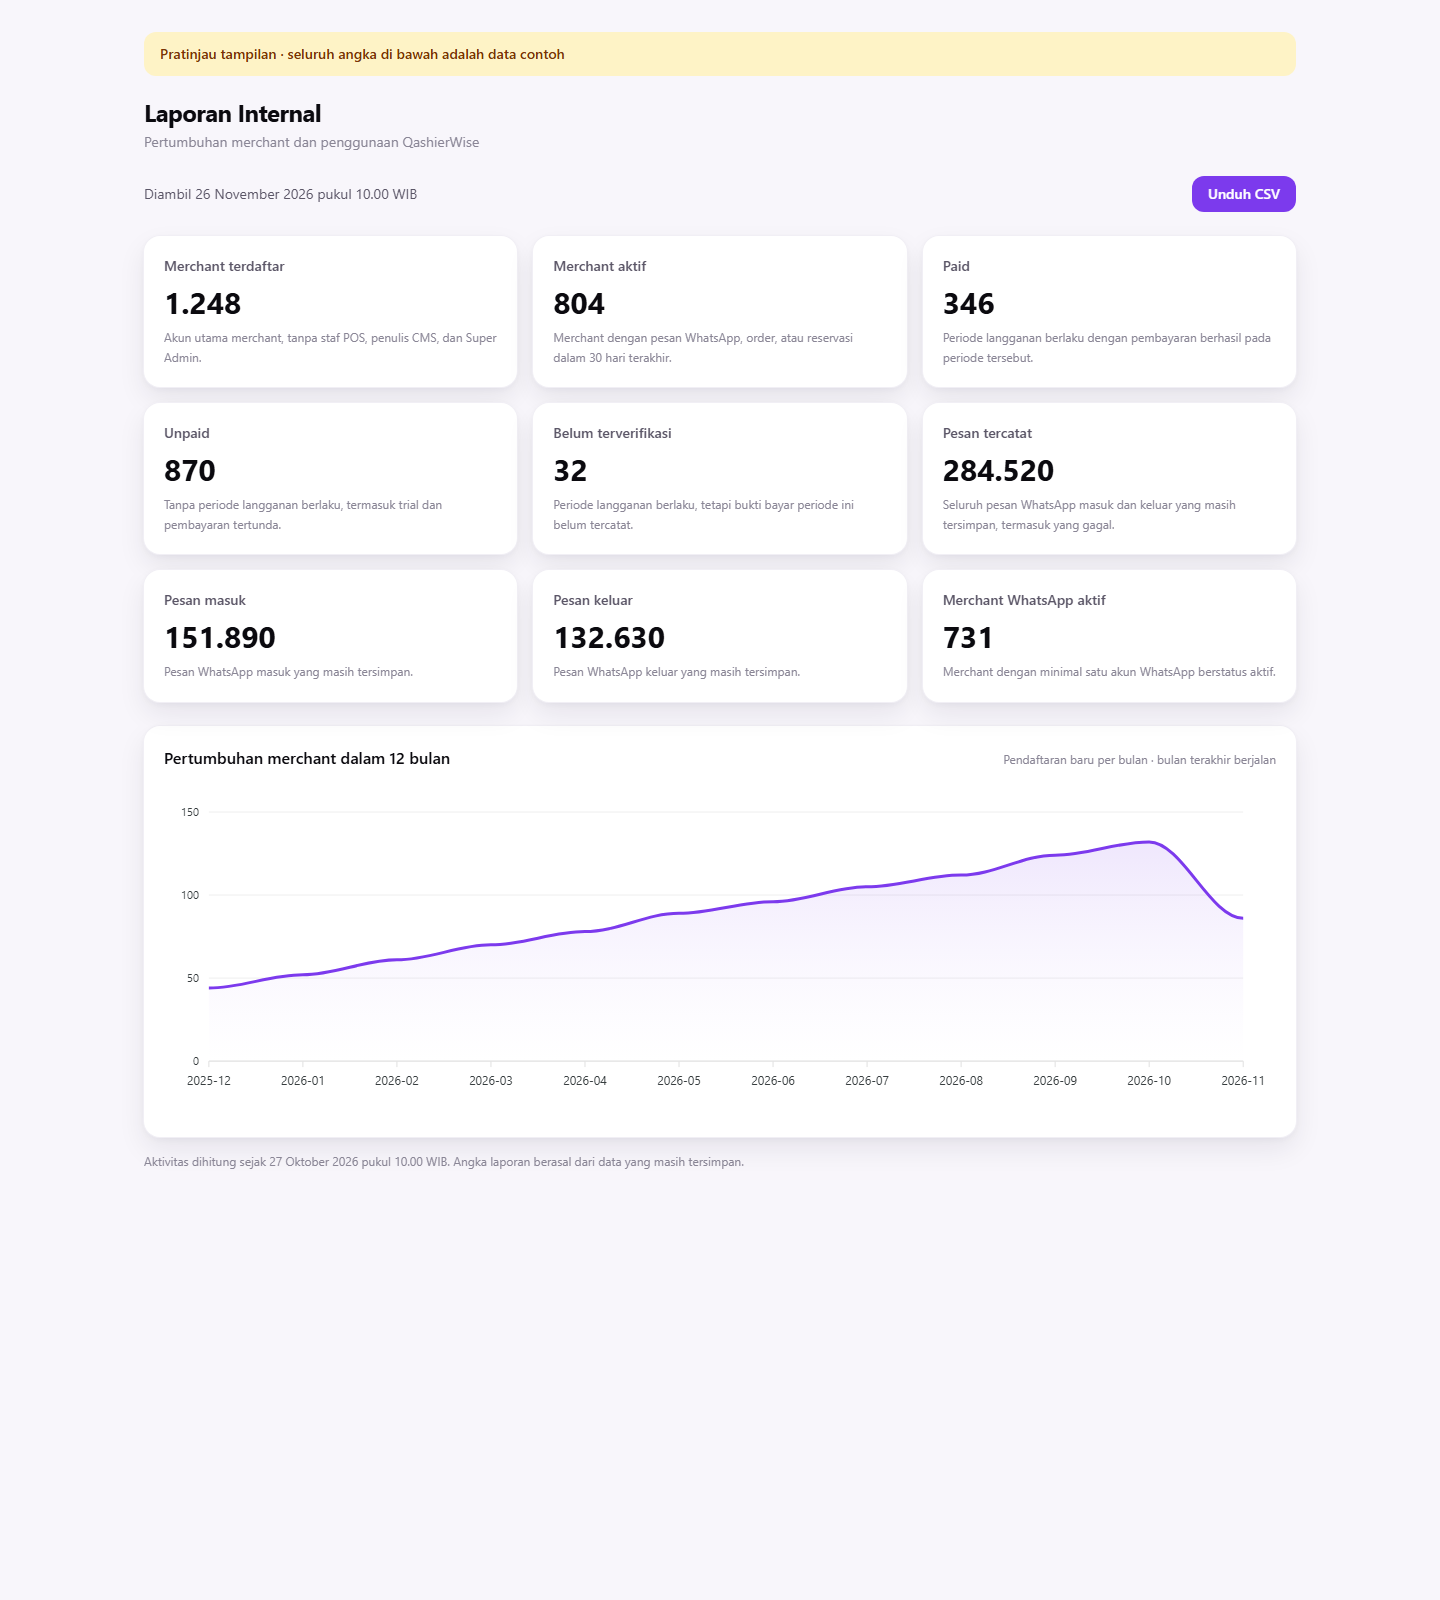 Pratinjau tampilan · seluruh angka di bawah adalah data contoh
Laporan Internal
Pertumbuhan merchant dan penggunaan QashierWise
Diambil 26 November 2026 pukul 10.00 WIB
Unduh CSV
Merchant terdaftar
1.248
Akun utama merchant, tanpa staf POS, penulis CMS, dan Super
Admin.
Merchant aktif
804
Merchant dengan pesan WhatsApp, order, atau reservasi
dalam 30 hari terakhir.
Paid
346
Periode langganan berlaku dengan pembayaran berhasil pada
periode tersebut.
Unpaid
870
Tanpa periode langganan berlaku, termasuk trial dan
pembayaran tertunda.
Belum terverifikasi
32
Periode langganan berlaku, tetapi bukti bayar periode ini
belum tercatat.
Pesan tercatat
284.520
Seluruh pesan WhatsApp masuk dan keluar yang masih
tersimpan, termasuk yang gagal.
Pesan masuk
151.890
Pesan WhatsApp masuk yang masih tersimpan.
Pesan keluar
132.630
Pesan WhatsApp keluar yang masih tersimpan.
Merchant WhatsApp aktif
731
Merchant dengan minimal satu akun WhatsApp berstatus aktif.
Pertumbuhan merchant dalam 12 bulan
Pendaftaran baru per bulan · bulan terakhir berjalan
150
100
50
0
2025-12 2026-01 2026-02 2026-03 2026-04 2026-05 2026-06 2026-07 2026-08 2026-09 2026-10 2026-11
Aktivitas dihitung sejak 27 Oktober 2026 pukul 10.00 WIB. Angka laporan berasal dari data yang masih tersimpan.